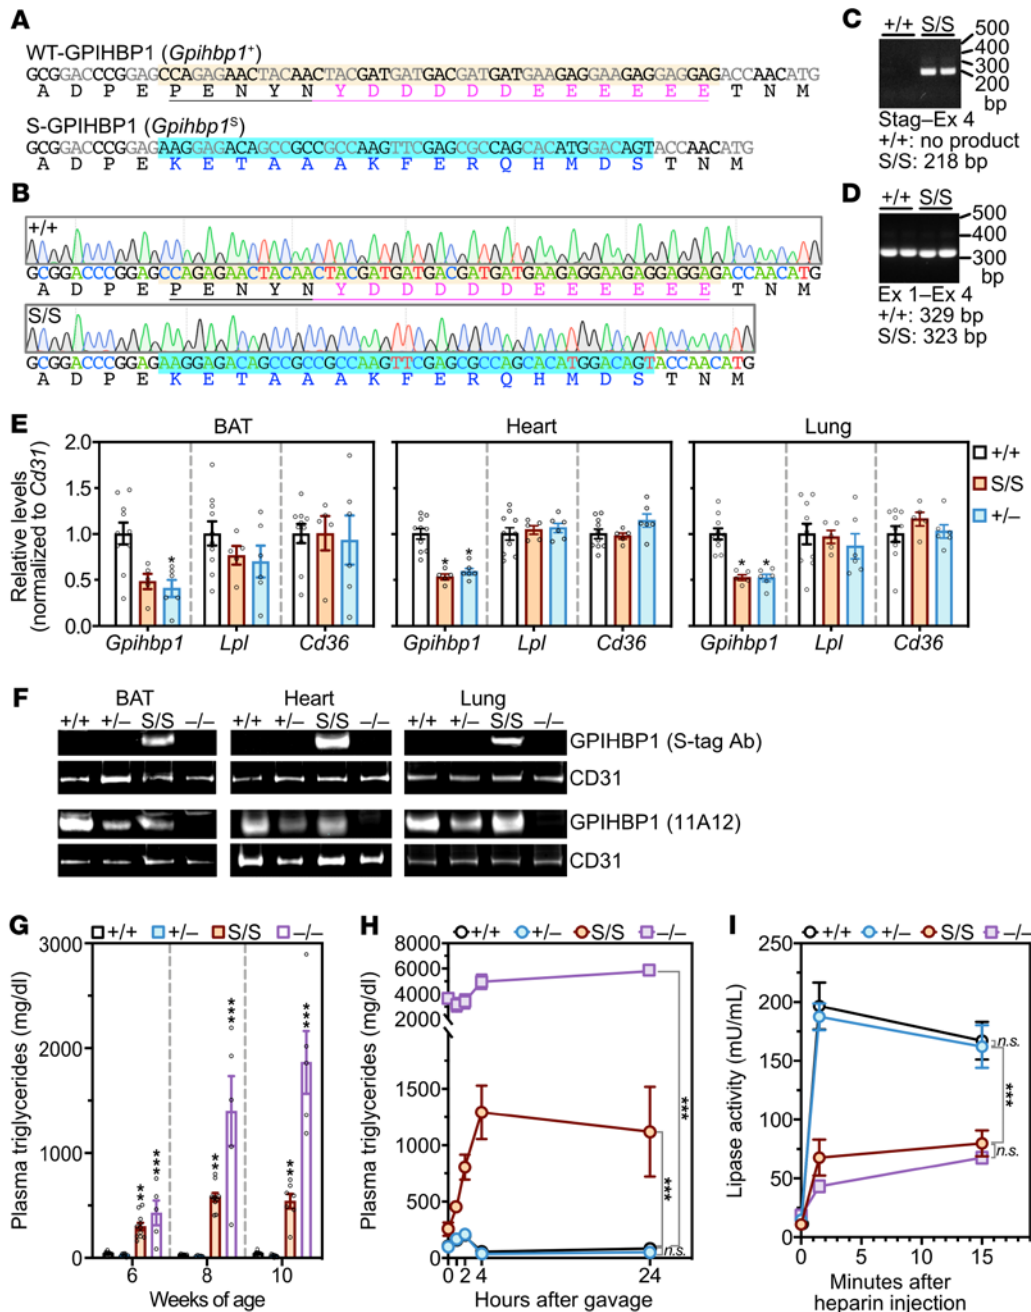 A
WT-GPIHBP1 (Gpihbp1+)
GCGGACCCGGAGCCAGAGAACTACAACTACGATGATGACGATGATGAAGAGGAAGAGGAGGAGACCAACATG
A D P E P E N Y N Y D D D D D E E E E E E T N M
S-GPIHBP1 (Gpihbp1S)
GCGGACCCGGAGAAGGAGACAGCCGCCGCCAAGTTCGAGCGCCAGCACATGGACAGTACCAACATG
A D P E K E T A A A K F E R Q H M D S T N M
B
+/+
GCGGACCCGGAGCCAGAGAACTACAACTACGATGATGACGATGATGAAGAGGAAGAGGAGGAGACCAACATG
A D P E P E N Y N Y D D D D D E E E E E E T N M
S/S
GCGGACCCGGAGAAGGAGACAGCCGCCGCCAAGTTCGAGCGCCAGCACATGGACAGTACCAACATG
A D P E K E T A A A K F E R Q H M D S T N M
C
+/+ S/S
500
400
300
200
bp
Stag–Ex 4
+/+: no product
S/S: 218 bp
D
+/+ S/S
500
400
300
bp
Ex 1–Ex 4
+/+: 329 bp
S/S: 323 bp
E
BAT Heart Lung
Relative levels
(normalized to Cd31)
2.0
1.5
1.0
0.5
0.0
* * * * *
Gpihbp1 Lpl Cd36 Gpihbp1 Lpl Cd36 Gpihbp1 Lpl Cd36
+/+
S/S
+/–
F
BAT Heart Lung
+/+ +/– S/S –/– +/+ +/– S/S –/– +/+ +/– S/S –/–
GPIHBP1 (S-tag Ab)
CD31
GPIHBP1 (11A12)
CD31
G
+/+ +/– S/S –/–
Plasma triglycerides (mg/dl)
3000
2000
1000
0
** *** ** *** *** ***
6 8 10
Weeks of age
H
+/+ +/– S/S –/–
Plasma triglycerides (mg/dl)
8000
6000
4000
2000
1500
1000
500
0
***
***
n.s.
0 2 4 24
Hours after gavage
I
+/+ +/– S/S –/–
Lipase activity (mU/mL)
250
200
150
100
50
0
n.s.
***
n.s.
0 15
Minutes after
heparin injection